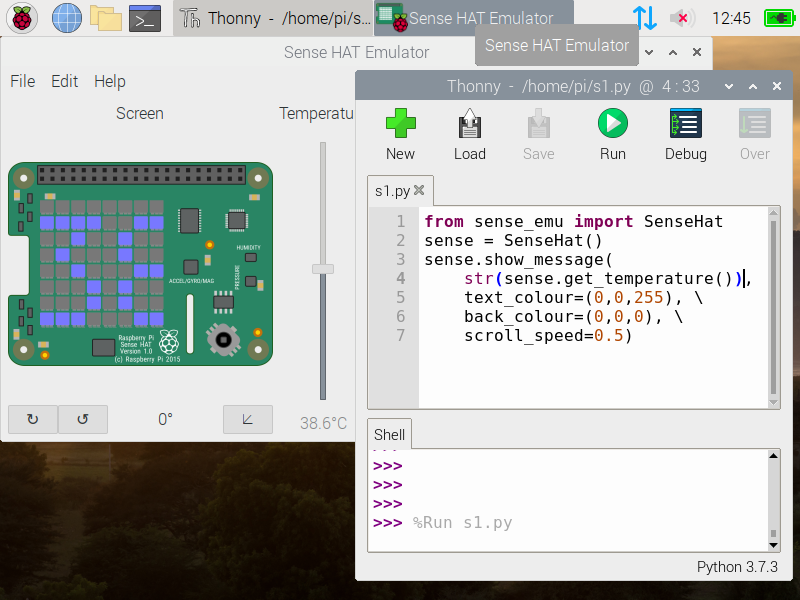 Thonny - /home/pi/s...
Sense HAT Emulator
12:45
Sense HAT Emulator
Sense HAT Emulator
File Edit Help
Screen
Temperatu
HUMIDITY
PRESSURE
ACCEL/GYRO/MAG
Raspberry Pi
Sense HAT
Version 1.0
(c) Raspberry Pi 2015
↻ ↺ 0°
38.6°C
Thonny - /home/pi/s1.py @ 4:33
New Load Save Run Debug Over
s1.py
1 from sense_emu import SenseHat
2 sense = SenseHat()
3 sense.show_message(
4 str(sense.get_temperature()),
5 text_colour=(0,0,255), \
6 back_colour=(0,0,0), \
7 scroll_speed=0.5)
Shell
>>>
>>>
>>>
>>> %Run s1.py
Python 3.7.3